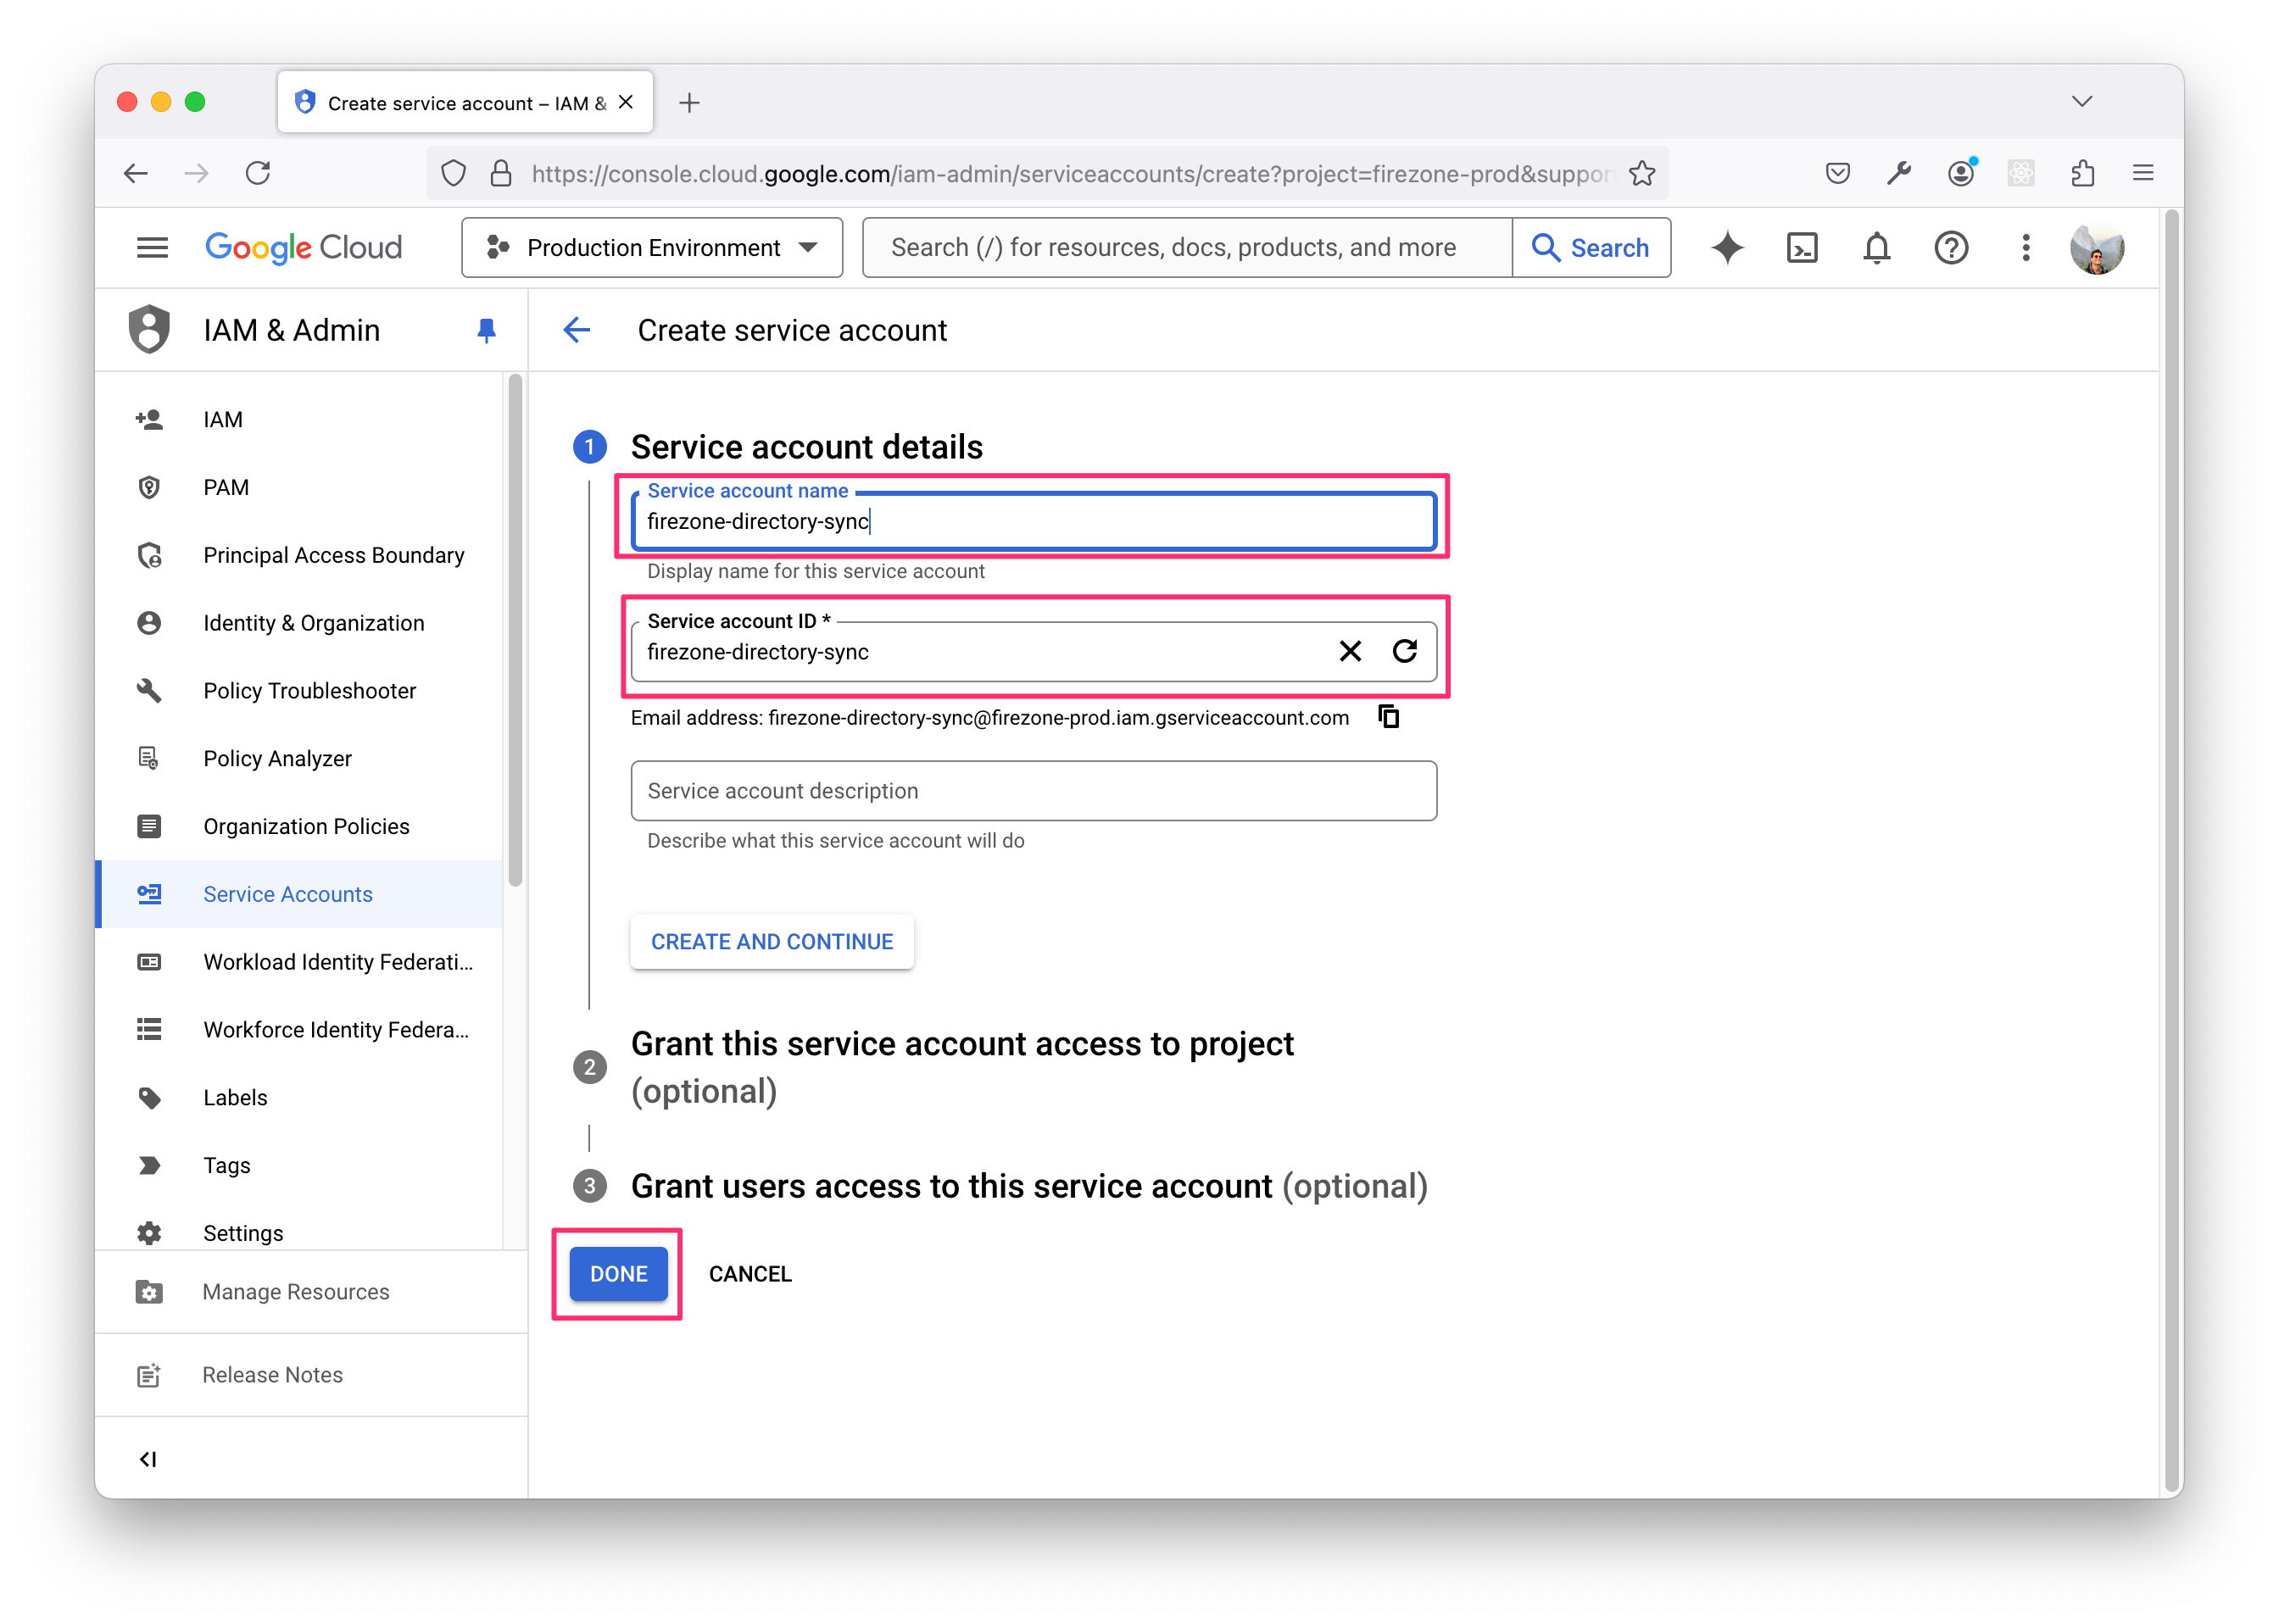 Create service account – IAM &
https://console.cloud.google.com/iam-admin/serviceaccounts/create?project=firezone-prod&suppor
Google Cloud
Production Environment
Search (/) for resources, docs, products, and more
Search
IAM & Admin
Create service account
IAM
PAM
Principal Access Boundary
Identity & Organization
Policy Troubleshooter
Policy Analyzer
Organization Policies
Service Accounts
Workload Identity Federati...
Workforce Identity Federa...
Labels
Tags
Settings
Manage Resources
Release Notes
1 Service account details
Service account name
firezone-directory-sync
Display name for this service account
Service account ID *
firezone-directory-sync
Email address: firezone-directory-sync@firezone-prod.iam.gserviceaccount.com
Service account description
Describe what this service account will do
CREATE AND CONTINUE
2 Grant this service account access to project
(optional)
3 Grant users access to this service account (optional)
DONE CANCEL